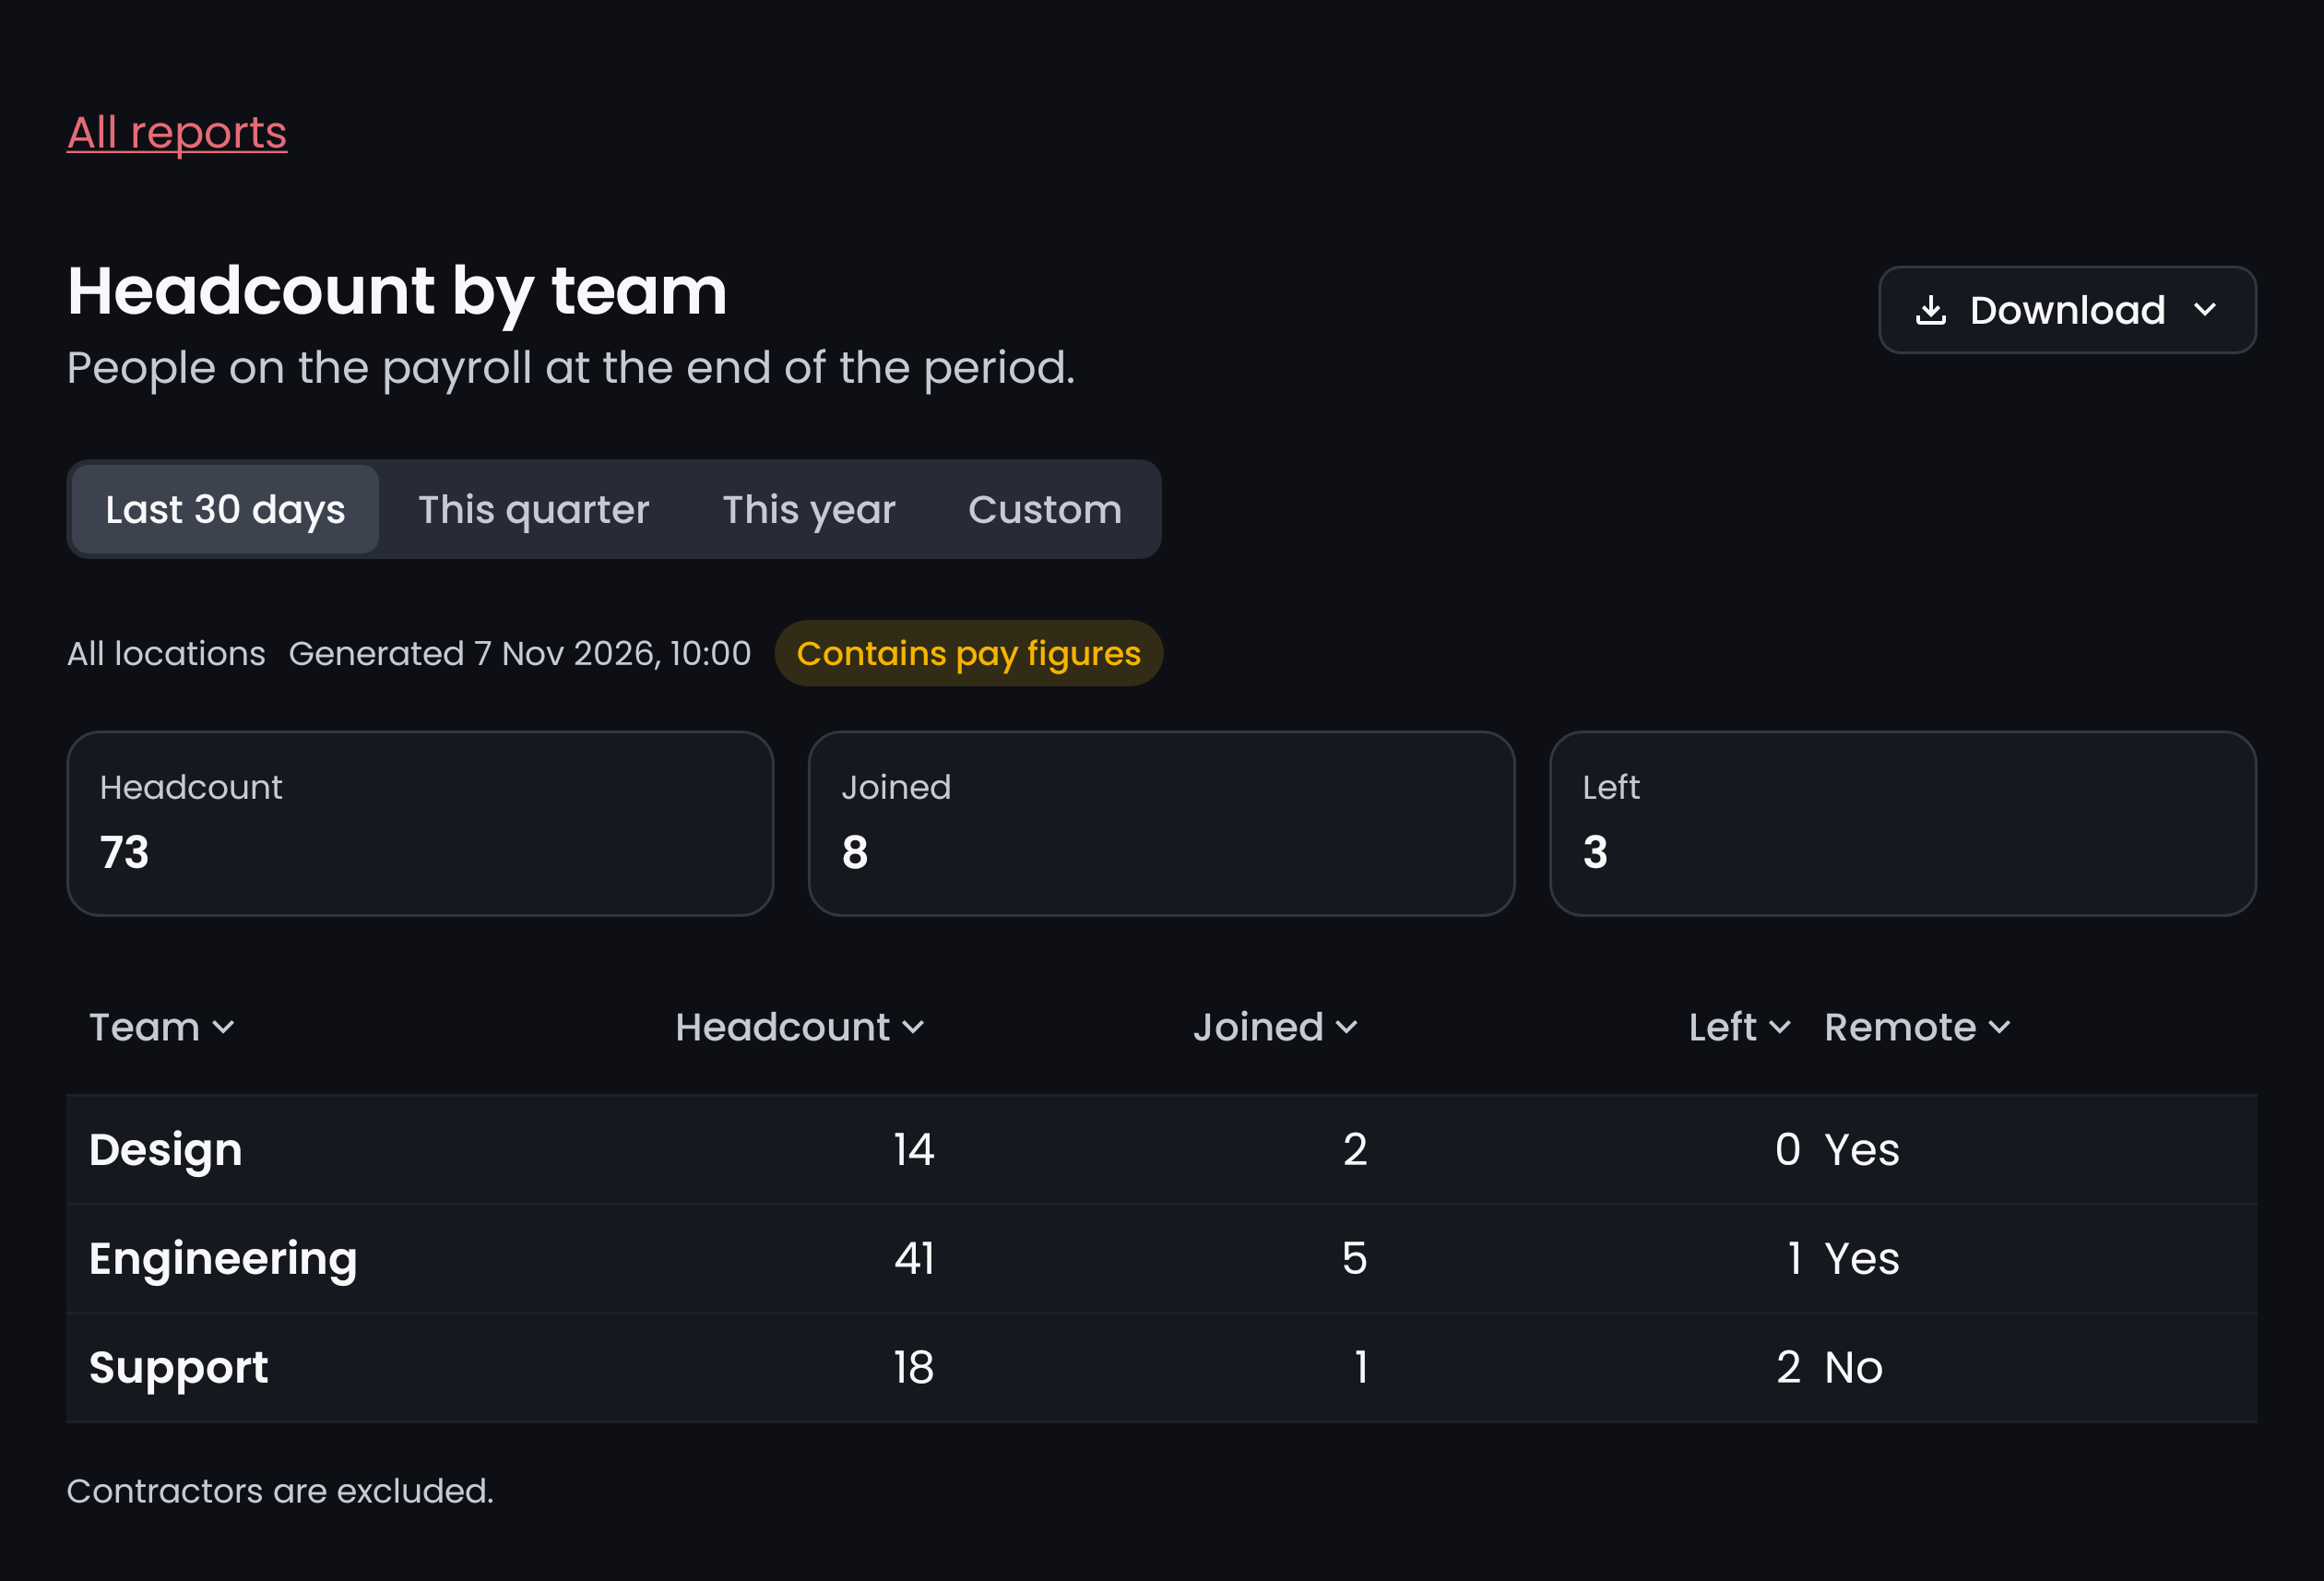 All reports
Headcount by team
Download
People on the payroll at the end of the period.
Last 30 days This quarter This year Custom
All locations Generated 7 Nov 2026, 10:00 Contains pay figures
Headcount Joined Left
73 8 3
Team Headcount Joined Left Remote
Design 14 2 0 Yes
Engineering 41 5 1 Yes
Support 18 1 2 No
Contractors are excluded.